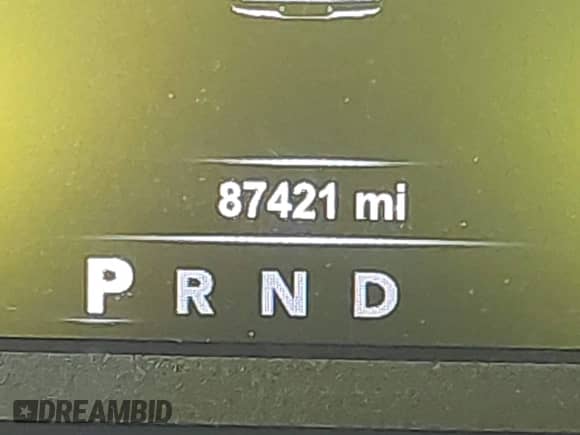 87421 mi
P R N D
DREAMBID